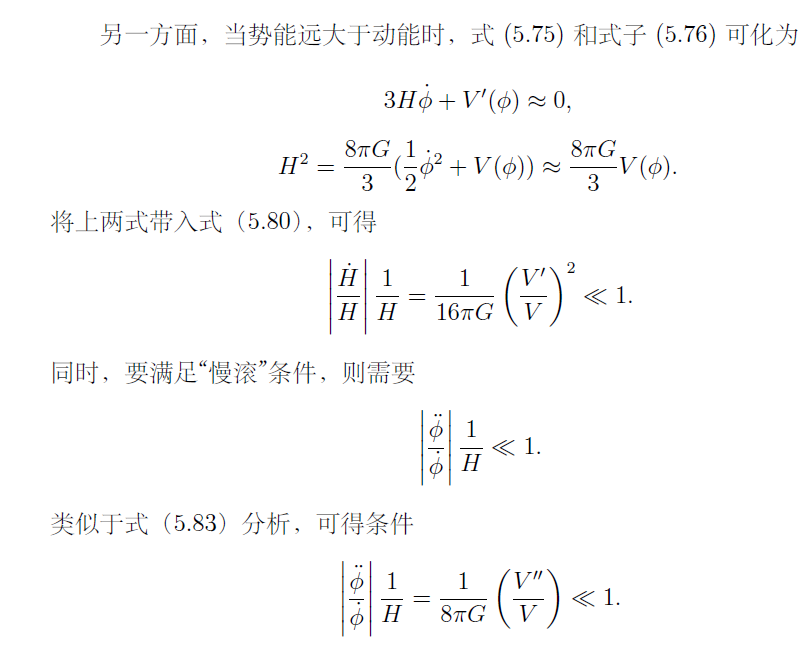 另一方面，当势能远大于动能时，式 (5.75) 和式子 (5.76) 可化为
$$3H\dot{\phi} + V'(\phi) \approx 0,$$
$$H^2 = \frac{8\pi G}{3}(\frac{1}{2}\dot{\phi}^2 + V(\phi)) \approx \frac{8\pi G}{3}V(\phi).$$
将上两式带入式（5.80），可得
$$\left|\frac{\dot{H}}{H}\right|\frac{1}{H} = \frac{1}{16\pi G}\left(\frac{V'}{V}\right)^2 \ll 1.$$
同时，要满足“慢滚”条件，则需要
$$\left|\frac{\ddot{\phi}}{\dot{\phi}}\right|\frac{1}{H} \ll 1.$$
类似于式（5.83）分析，可得条件
$$\left|\frac{\ddot{\phi}}{\dot{\phi}}\right|\frac{1}{H} = \frac{1}{8\pi G}\left(\frac{V''}{V}\right) \ll 1.$$